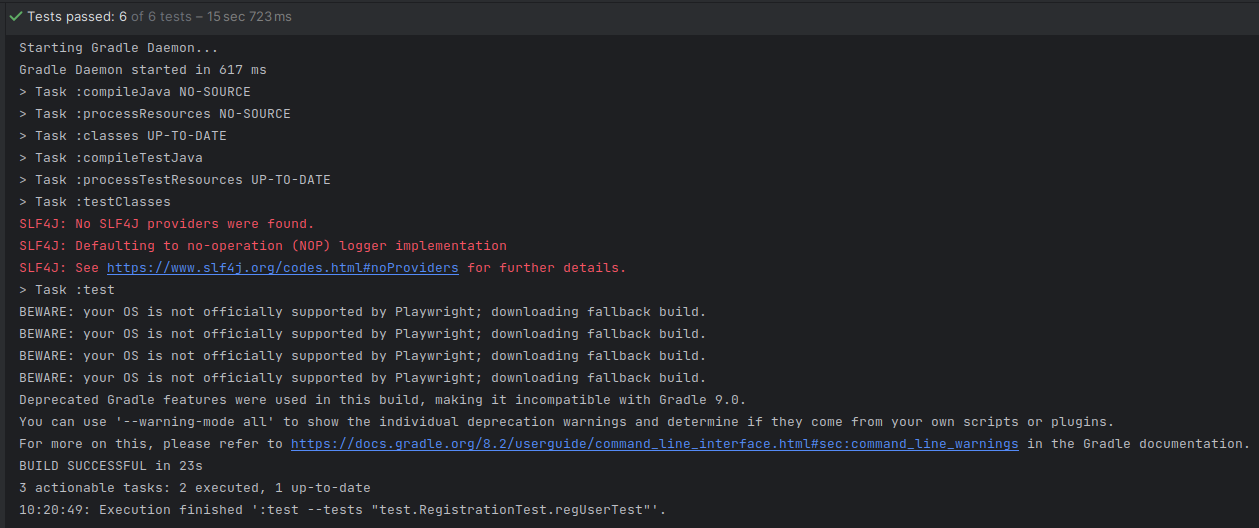 Tests passed: 6 of 6 tests – 15 sec 723 ms
Starting Gradle Daemon...
Gradle Daemon started in 617 ms
> Task :compileJava NO-SOURCE
> Task :processResources NO-SOURCE
> Task :classes UP-TO-DATE
> Task :compileTestJava
> Task :processTestResources UP-TO-DATE
> Task :testClasses
SLF4J: No SLF4J providers were found.
SLF4J: Defaulting to no-operation (NOP) logger implementation
SLF4J: See https://www.slf4j.org/codes.html#noProviders for further details.
> Task :test
BEWARE: your OS is not officially supported by Playwright; downloading fallback build.
BEWARE: your OS is not officially supported by Playwright; downloading fallback build.
BEWARE: your OS is not officially supported by Playwright; downloading fallback build.
BEWARE: your OS is not officially supported by Playwright; downloading fallback build.
Deprecated Gradle features were used in this build, making it incompatible with Gradle 9.0.
You can use '--warning-mode all' to show the individual deprecation warnings and determine if they come from your own scripts or plugins.
For more on this, please refer to https://docs.gradle.org/8.2/userguide/command_line_interface.html#sec:command_line_warnings in the Gradle documentation.
BUILD SUCCESSFUL in 23s
3 actionable tasks: 2 executed, 1 up-to-date
10:20:49: Execution finished ':test --tests "test.RegistrationTest.regUserTest"'.